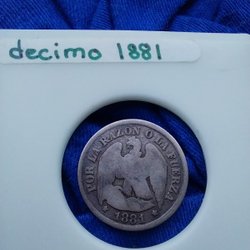 decimo 1881
POR LA RAZON O LA FUERZA
1881